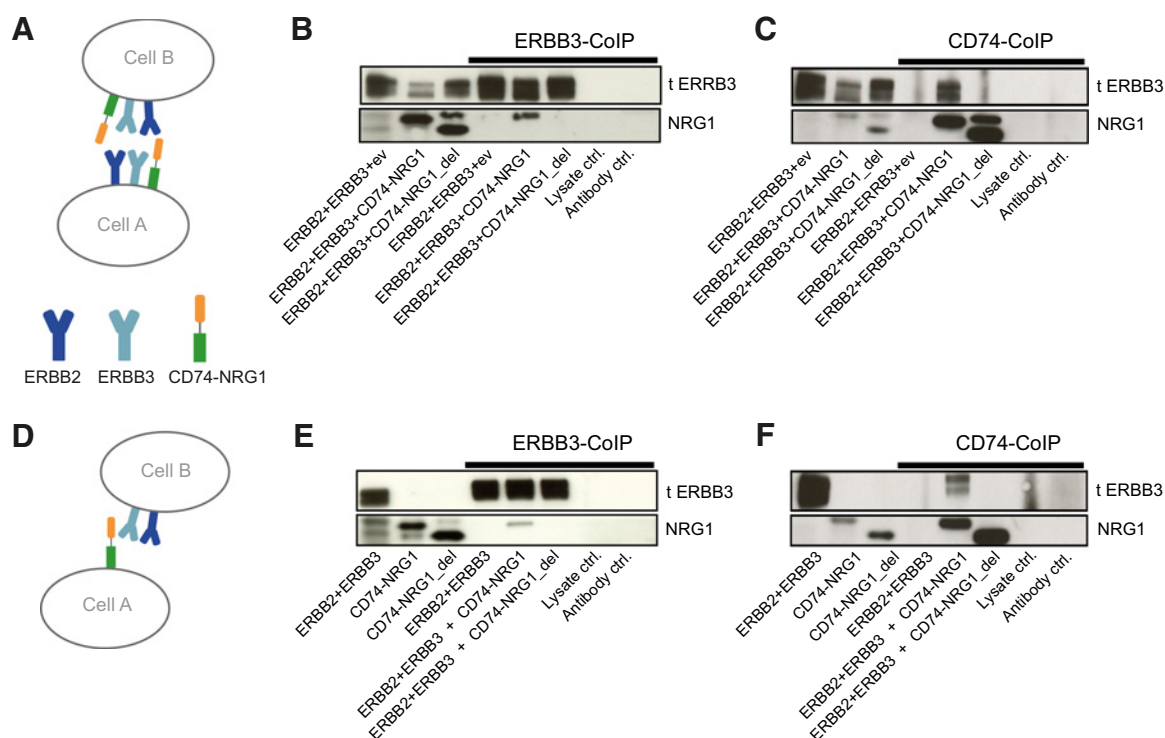 A
Cell B
Cell A
ERBB2
ERBB3
CD74-NRG1
B
ERBB3-CoIP
t ERRB3
NRG1
ERBB2+ERBB3+ev
ERBB2+ERBB3+CD74-NRG1
ERBB2+ERBB3+CD74-NRG1_del
ERBB2+ERBB3+ev
ERBB2+ERBB3+CD74-NRG1
ERBB2+ERBB3+CD74-NRG1_del
Lysate ctrl.
Antibody ctrl.
C
CD74-CoIP
t ERBB3
NRG1
ERBB2+ERBB3+ev
ERBB2+ERBB3+CD74-NRG1
ERBB2+ERBB3+CD74-NRG1_del
ERBB2+ERBB3+ev
ERBB2+ERBB3+CD74-NRG1
ERBB2+ERBB3+CD74-NRG1_del
Lysate ctrl.
Antibody ctrl.
D
Cell B
Cell A
E
ERBB3-CoIP
t ERBB3
NRG1
ERBB2+ERBB3
CD74-NRG1
CD74-NRG1_del
ERBB2+ERBB3
ERBB2+ERBB3 + CD74-NRG1
ERBB2+ERBB3 + CD74-NRG1_del
Lysate ctrl.
Antibody ctrl.
F
CD74-CoIP
t ERBB3
NRG1
ERBB2+ERBB3
CD74-NRG1
CD74-NRG1_del
ERBB2+ERBB3
ERBB2+ERBB3 + CD74-NRG1
ERBB2+ERBB3 + CD74-NRG1_del
Lysate ctrl.
Antibody ctrl.